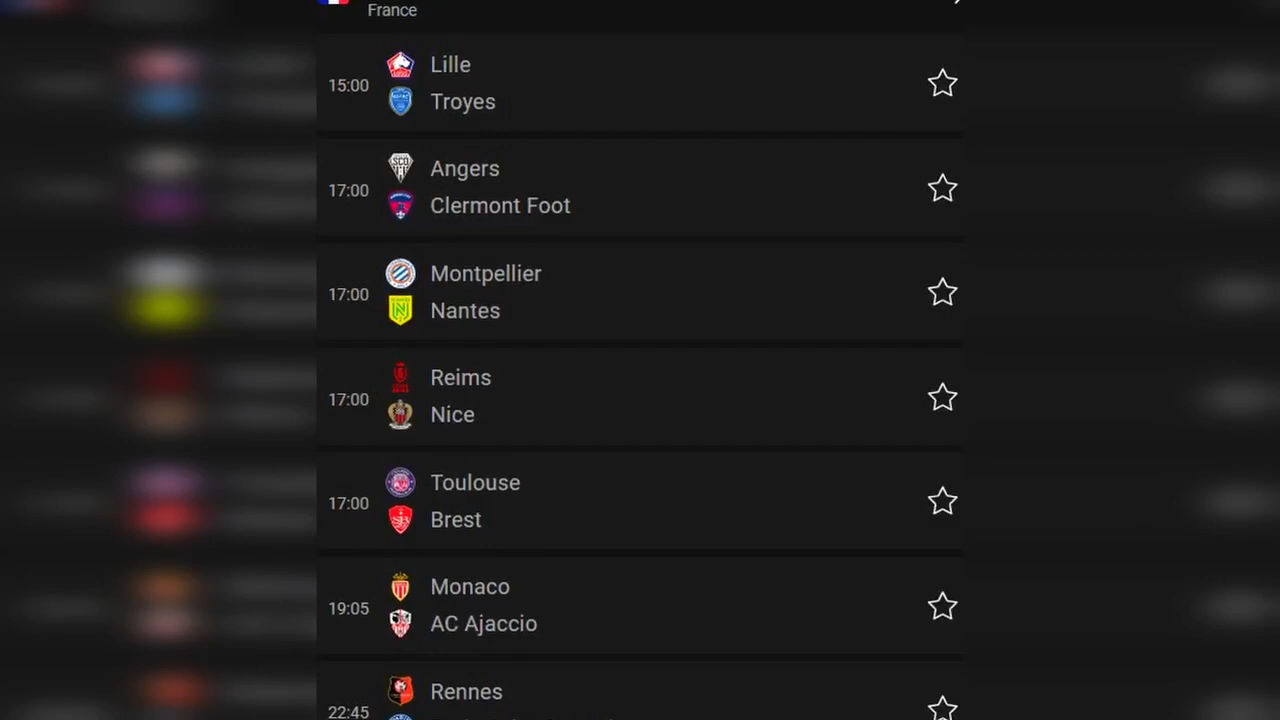 France
15:00
Lille
Troyes
17:00
Angers
Clermont Foot
17:00
Montpellier
Nantes
17:00
Reims
Nice
17:00
Toulouse
Brest
19:05
Monaco
AC Ajaccio
22:45
Rennes